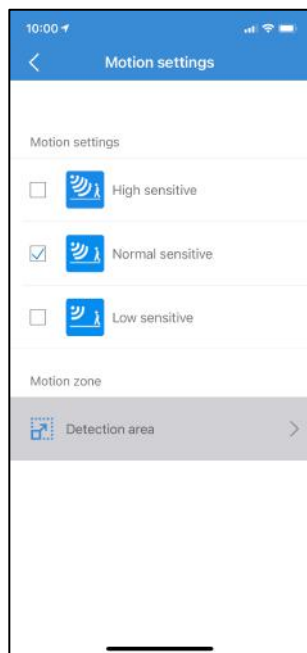 10:00
Motion settings
Motion settings
High sensitive
Normal sensitive
Low sensitive
Motion zone
Detection area